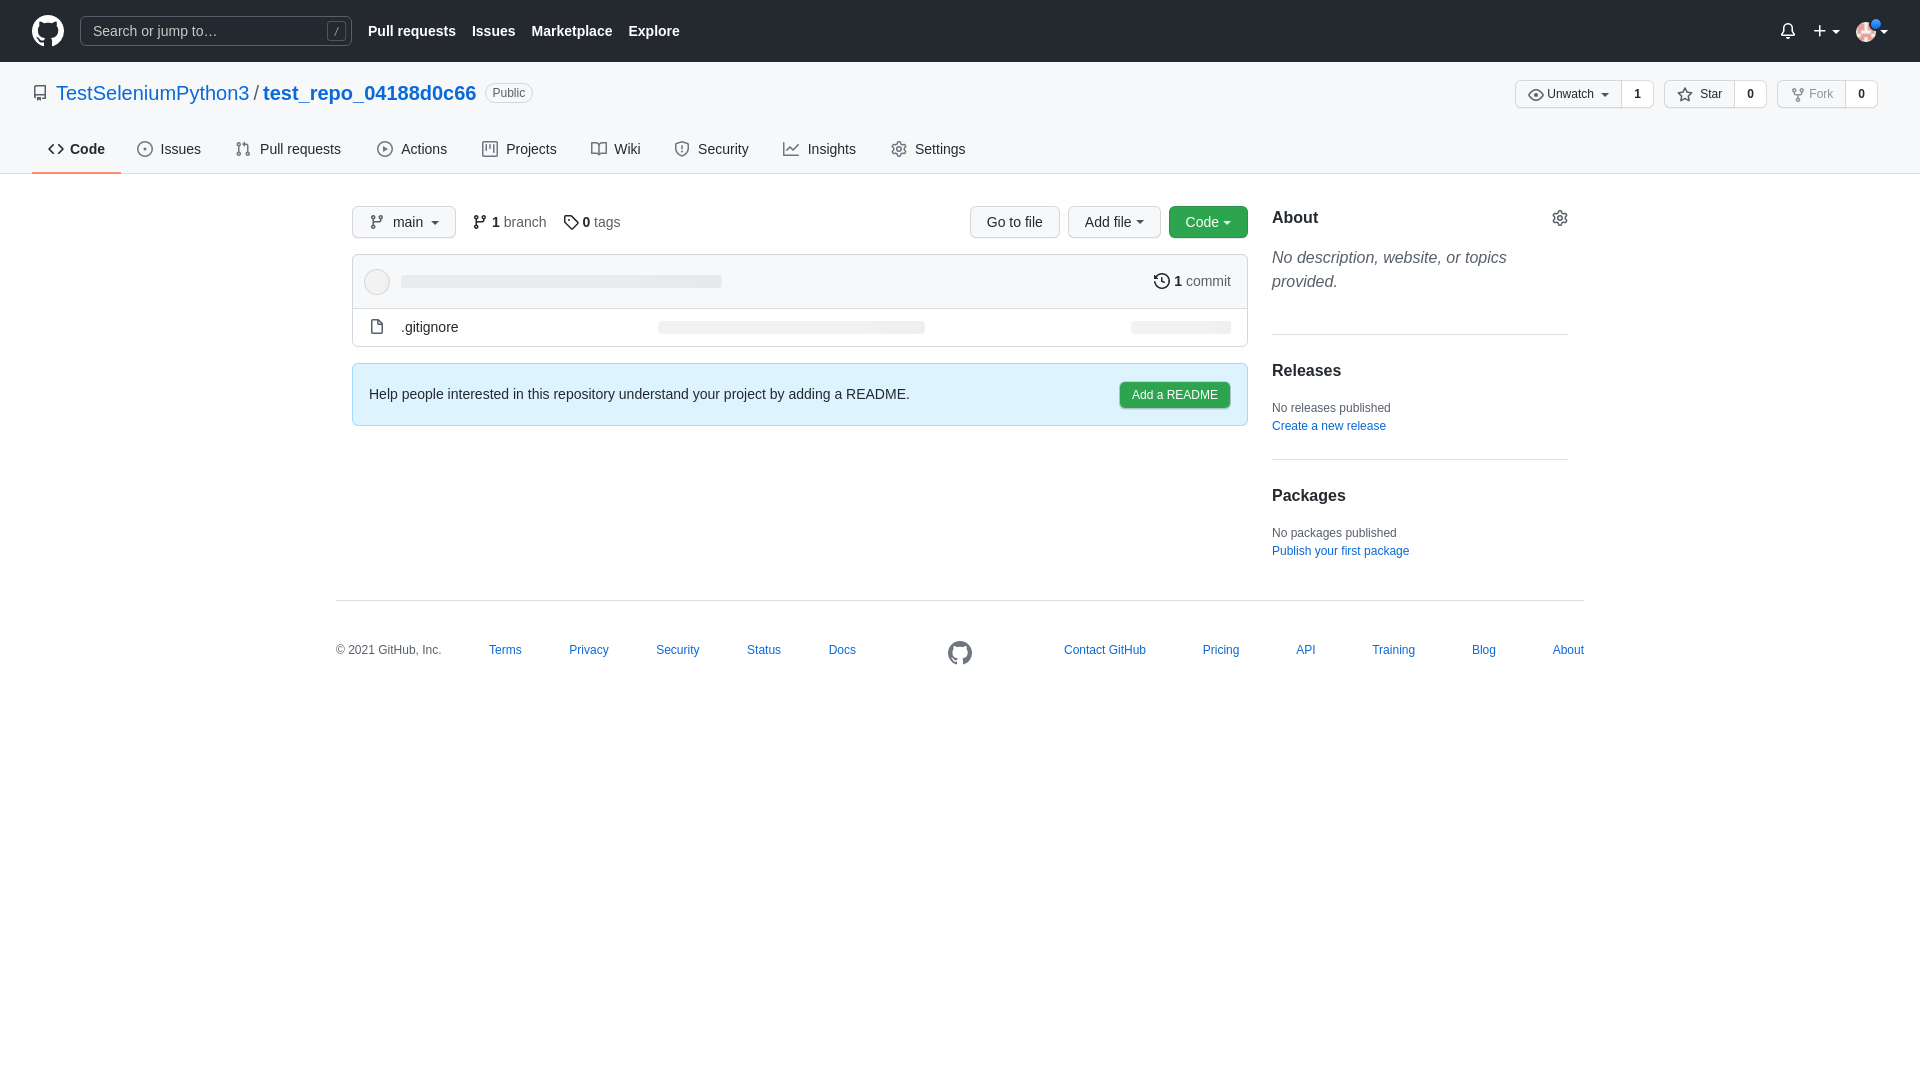 Search or jump to… /
Pull requests Issues Marketplace Explore
TestSeleniumPython3 / test_repo_04188d0c66 Public
Unwatch 1 Star 0 Fork 0
Code Issues Pull requests Actions Projects Wiki Security Insights Settings
main 1 branch 0 tags Go to file Add file Code
1 commit
.gitignore
Help people interested in this repository understand your project by adding a README. Add a README
About
No description, website, or topics
provided.
Releases
No releases published
Create a new release
Packages
No packages published
Publish your first package
© 2021 GitHub, Inc. Terms Privacy Security Status Docs Contact GitHub Pricing API Training Blog About